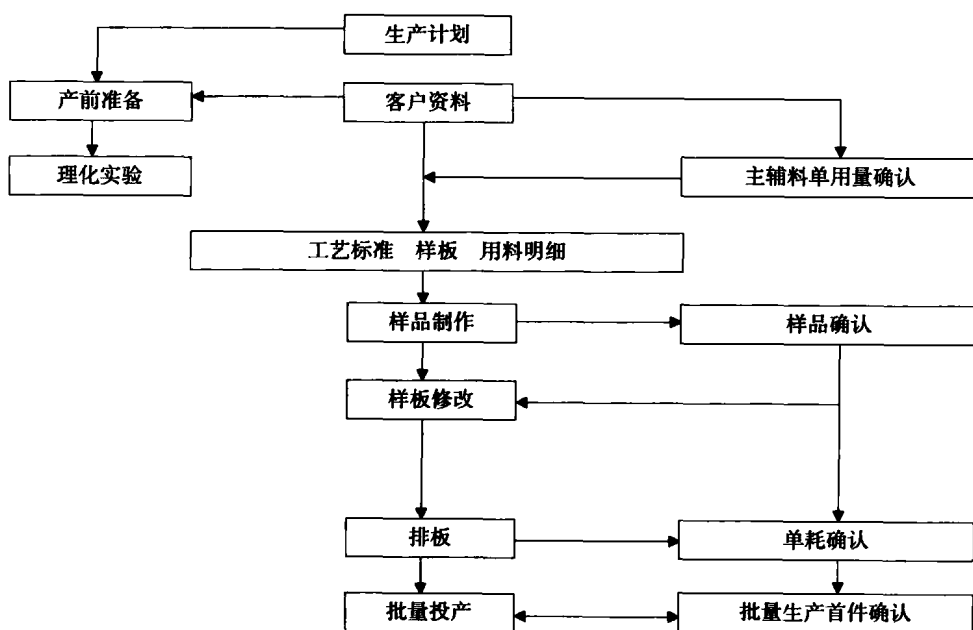 生产计划
产前准备
客户资料
理化实验
主辅料单用量确认
工艺标准 样板 用料明细
样品制作
样品确认
样板修改
排板
单耗确认
批量投产
批量生产首件确认